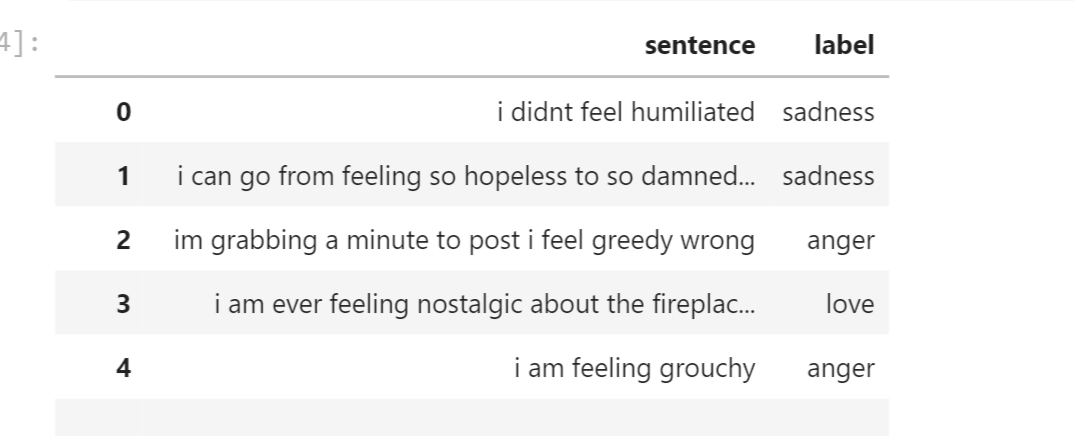 4]:
sentence label
0 i didnt feel humiliated sadness
1 i can go from feeling so hopeless to so damned... sadness
2 im grabbing a minute to post i feel greedy wrong anger
3 i am ever feeling nostalgic about the fireplac... love
4 i am feeling grouchy anger